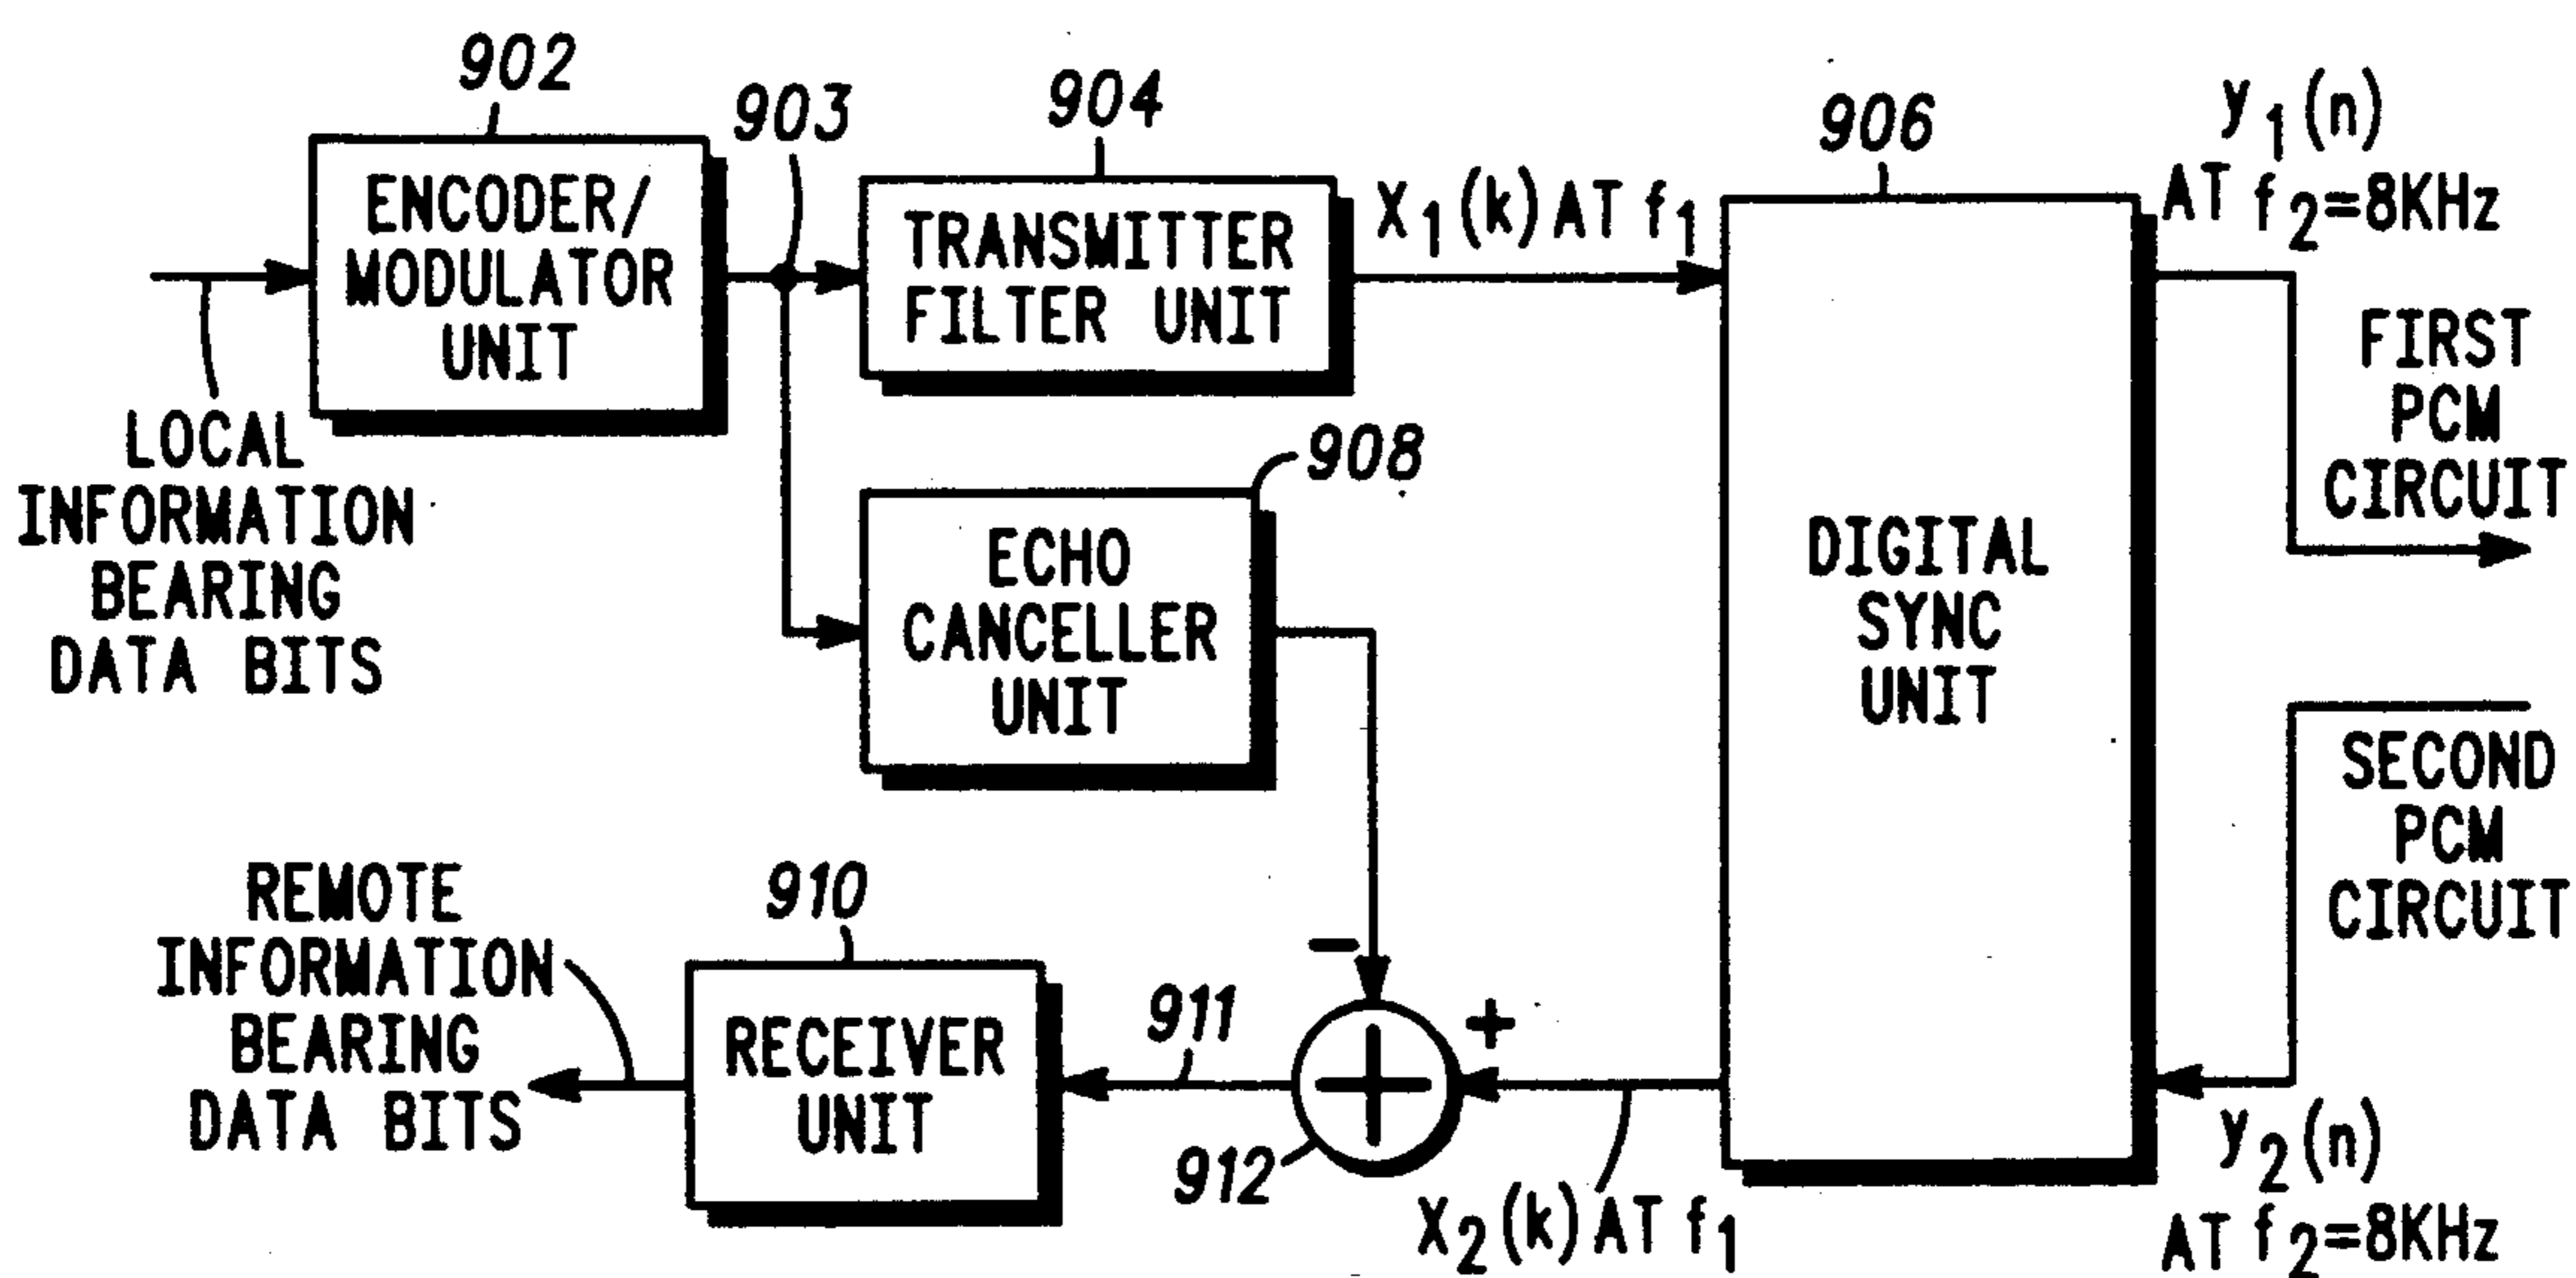 902
903
904
906
y1(n)
AT f2=8KHz
ENCODER/
MODULATOR
UNIT
TRANSMITTER
FILTER UNIT
X1(k) AT f1
FIRST
PCM
CIRCUIT
LOCAL
INFORMATION
BEARING
DATA BITS
908
ECHO
CANCELLER
UNIT
DIGITAL
SYNC
UNIT
SECOND
PCM
CIRCUIT
REMOTE
INFORMATION
BEARING
DATA BITS
910
RECEIVER
UNIT
911
−
+
+
912
X2(k) AT f1
y2(n)
AT f2=8KHz